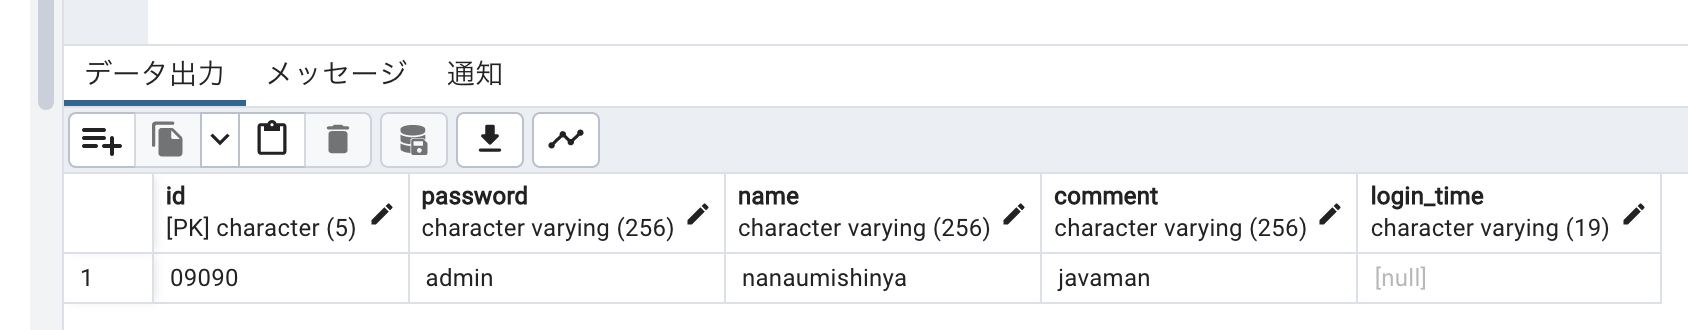 データ出力 メッセージ 通知
id password name comment login_time
[PK] character (5) character varying (256) character varying (256) character varying (256) character varying (19)
1 09090 admin nanaumishinya javaman [null]